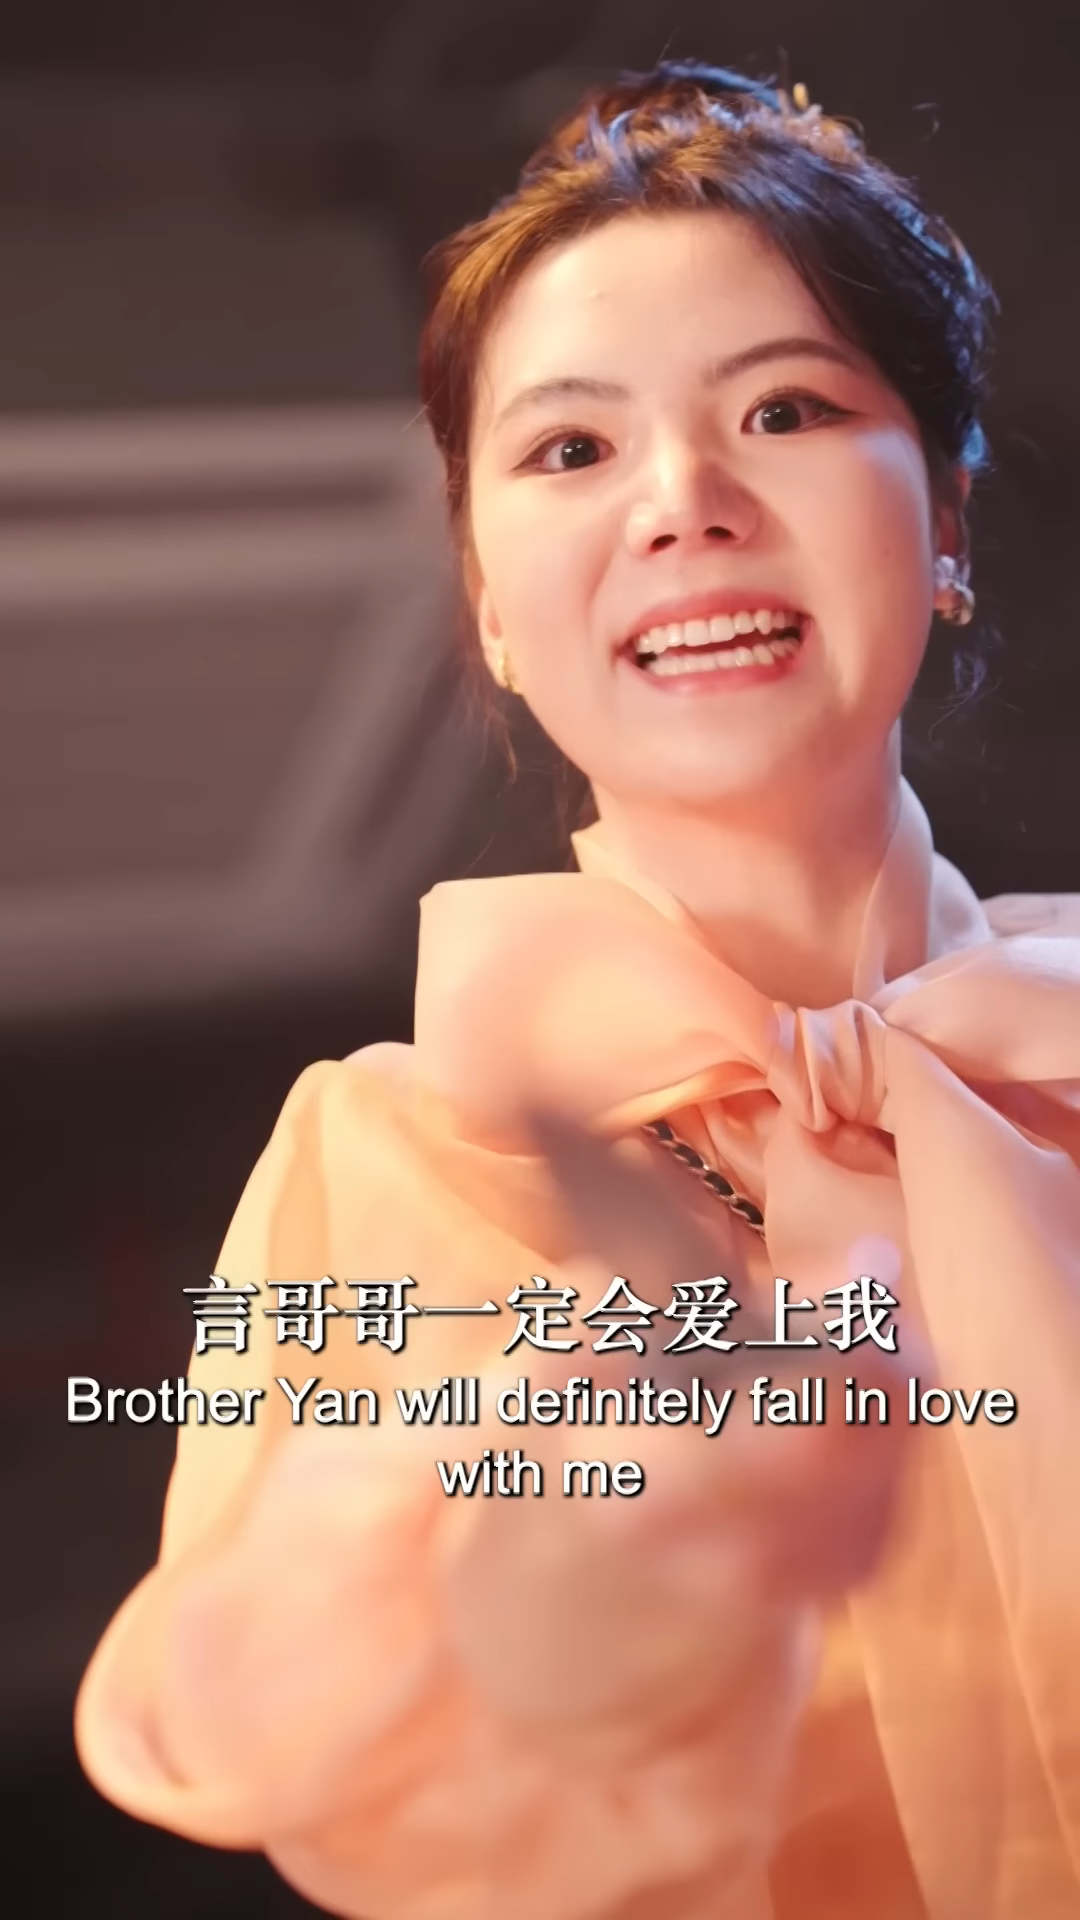 言哥哥一定会爱上我
Brother Yan will definitely fall in love
with me